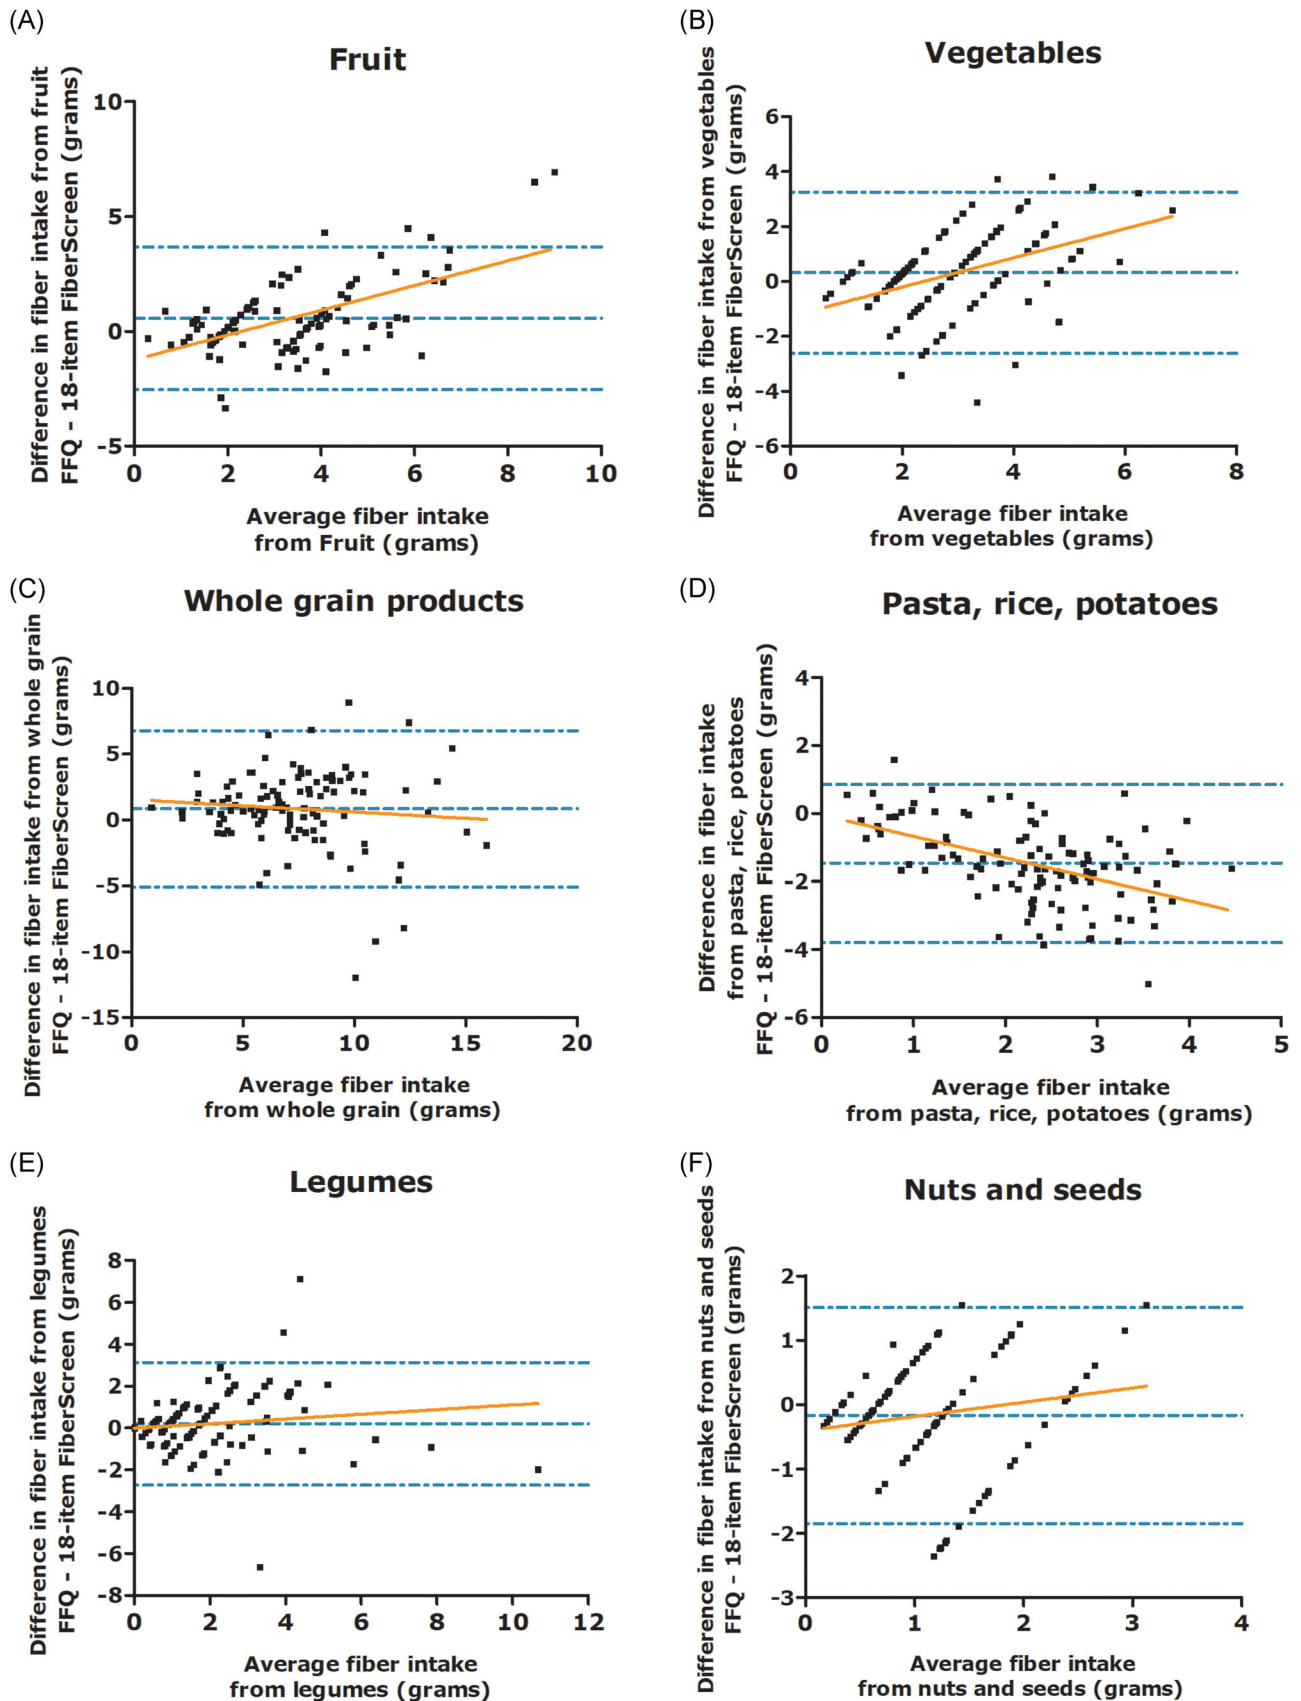 (A)
Fruit
Difference in fiber intake from fruit
FFQ - 18-item FiberScreen (grams)
10
5
0
-5
0 2 4 6 8 10
Average fiber intake
from Fruit (grams)
(B)
Vegetables
Difference in fiber intake from vegetables
FFQ - 18-item FiberScreen (grams)
6
4
2
0
-2
-4
-6
0 2 4 6 8
Average fiber intake
from vegetables (grams)
(C)
Whole grain products
Difference in fiber intake from whole grain
FFQ - 18-item FiberScreen (grams)
10
5
0
-5
-10
-15
0 5 10 15 20
Average fiber intake
from whole grain (grams)
(D)
Pasta, rice, potatoes
Difference in fiber intake
from pasta, rice, potatoes
FFQ - 18-item FiberScreen (grams)
4
2
0
-2
-4
-6
0 1 2 3 4 5
Average fiber intake
from pasta, rice, potatoes (grams)
(E)
Legumes
Difference in fiber intake from legumes
FFQ - 18-item FiberScreen (grams)
8
6
4
2
0
-2
-4
-6
-8
0 2 4 6 8 10 12
Average fiber intake
from legumes (grams)
(F)
Nuts and seeds
Difference in fiber intake from nuts and seeds
FFQ - 18-item FiberScreen (grams)
2
1
0
-1
-2
-3
0 1 2 3 4
Average fiber intake
from nuts and seeds (grams)